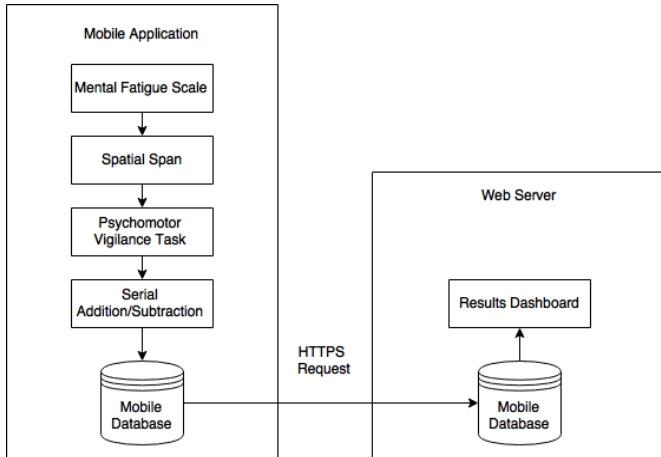 Mobile Application
Mental Fatigue Scale
Spatial Span
Psychomotor
Vigilance Task
Serial
Addition/Subtraction
Mobile
Database
HTTPS
Request
Web Server
Results Dashboard
Mobile
Database